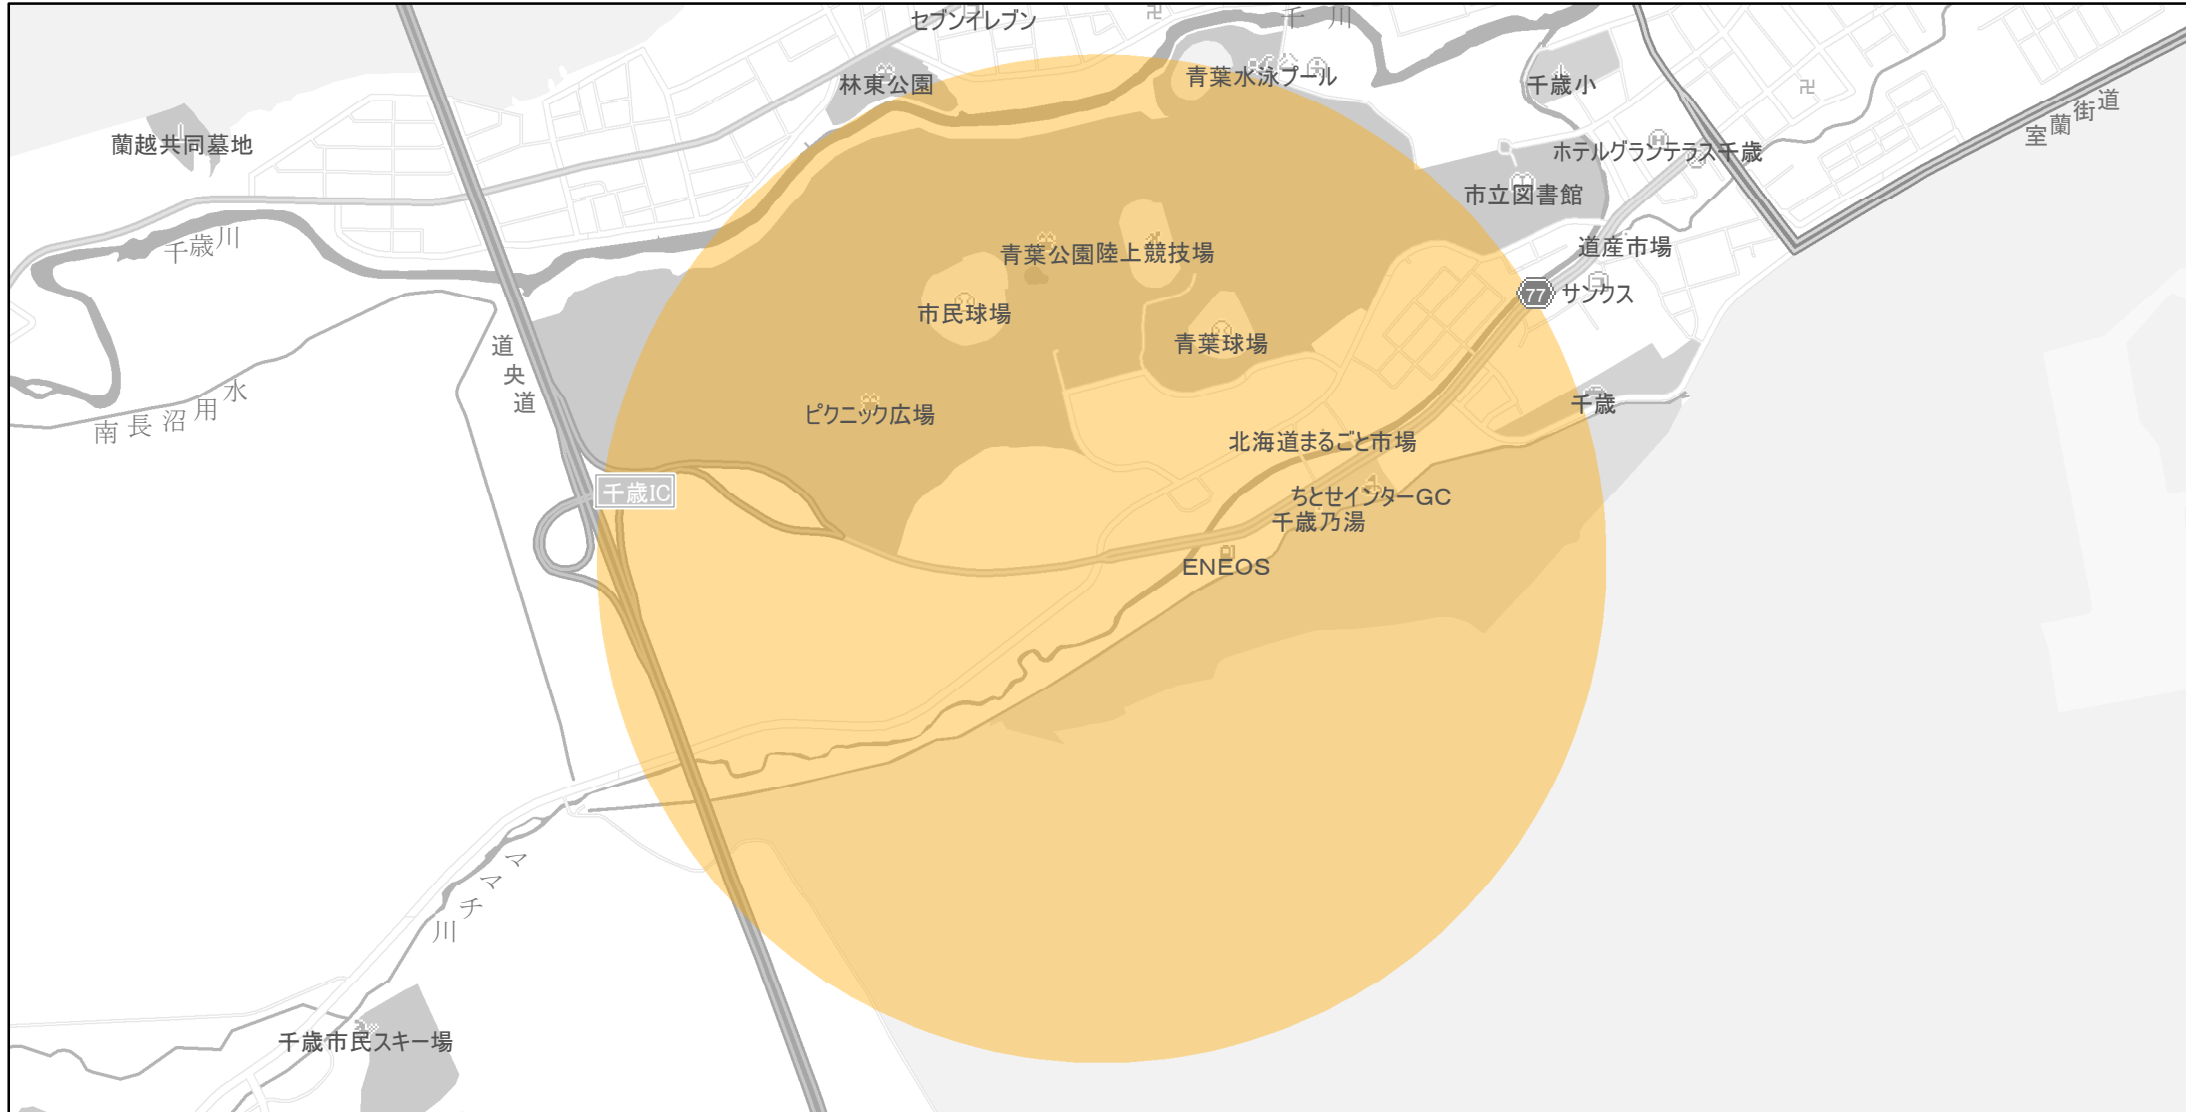 セブンイレブン
千川
林東公園
青葉水泳プール
公
千歳小
室蘭街道
蘭越共同墓地
ホテルグランテラス千歳
市立図書館
千歳川
青葉公園陸上競技場
道産市場
77
サンクス
市民球場
青葉球場
道央道
南長沼用水
ピクニック広場
千歳
北海道まるごと市場
千歳IC
ちとせインターGC
千歳乃湯
ENEOS
ママチ川
千歳市民スキー場